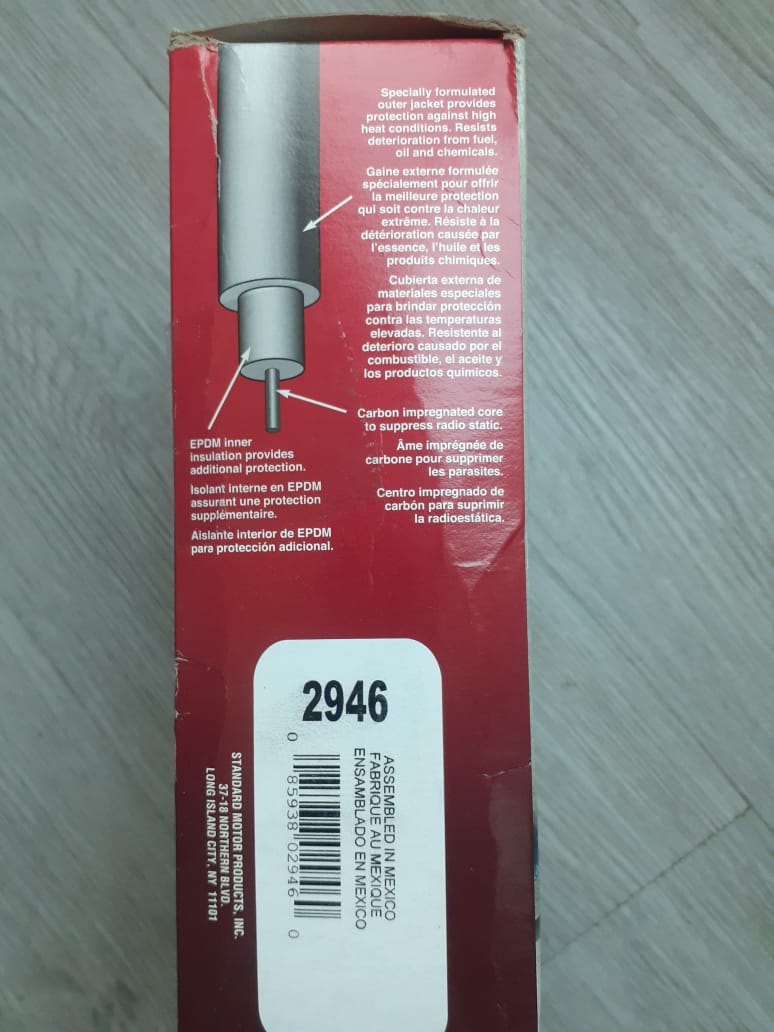 Specially formulated
outer jacket provides
protection against high
heat conditions. Resists
deterioration from fuel,
oil and chemicals.
Gaine externe formulée
spécialement pour offrir
la meilleure protection
qui soit contre la chaleur
extrême. Résiste à la
détérioration causée par
l'essence, l'huile et les
produits chimiques.
Cubierta externa de
materiales especiales
para brindar protección
contra las temperaturas
elevadas. Resistente al
deterioro causado por el
combustible, el aceite y
los productos químicos.
Carbon impregnated core
to suppress radio static.
Âme imprégnée de
carbone pour supprimer
les parasites.
Centro impregnado de
carbón para suprimir
la radioestática.
EPDM inner
insulation provides
additional protection.
Isolant interne en EPDM
assurant une protection
supplémentaire.
Aislante interior de EPDM
para protección adicional.
2946
ASSEMBLED IN MEXICO
FABRIQUE AU MEXIQUE
ENSAMBLADO EN MEXICO
0 85938 02946 0
STANDARD MOTOR PRODUCTS, INC.
37-18 NORTHERN BLVD.
LONG ISLAND CITY, NY 11101